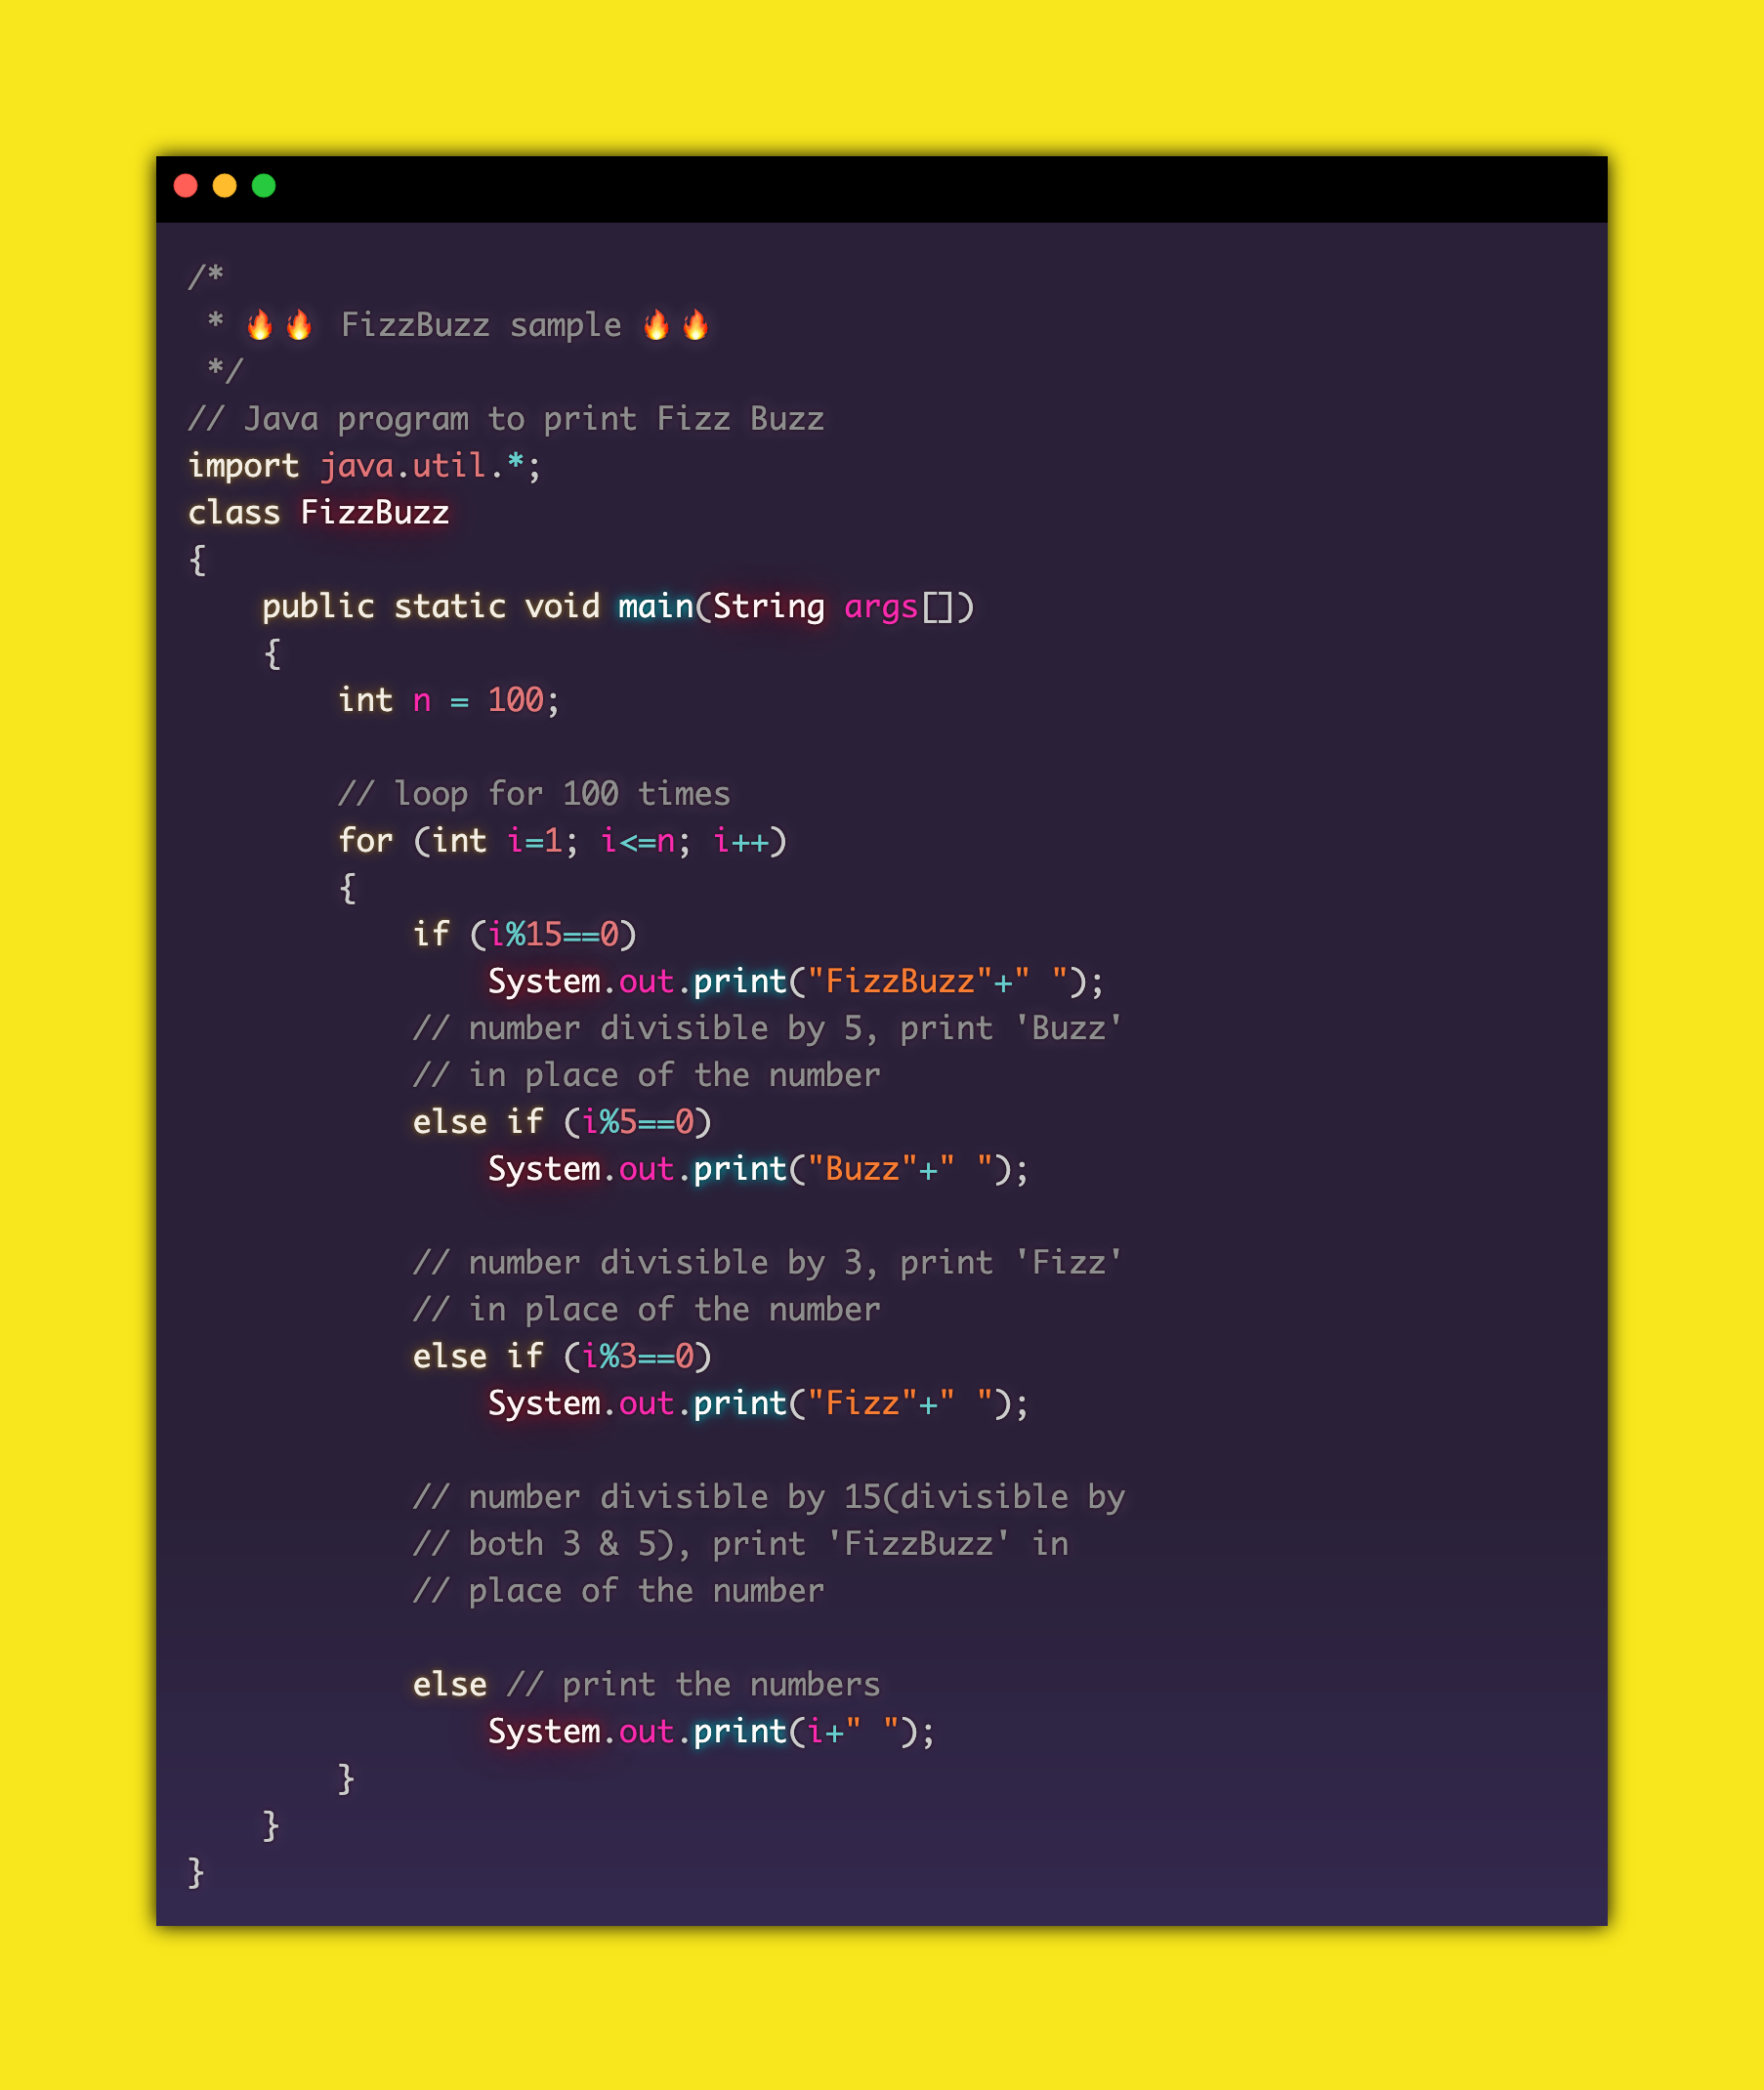 /*
 * 🔥🔥 FizzBuzz sample 🔥🔥
 */
// Java program to print Fizz Buzz
import java.util.*;
class FizzBuzz
{
    public static void main(String args[])
    {
        int n = 100;

        // loop for 100 times
        for (int i=1; i<=n; i++)
        {
            if (i%15==0)
                System.out.print("FizzBuzz"+" ");
            // number divisible by 5, print 'Buzz'
            // in place of the number
            else if (i%5==0)
                System.out.print("Buzz"+" ");

            // number divisible by 3, print 'Fizz'
            // in place of the number
            else if (i%3==0)
                System.out.print("Fizz"+" ");

            // number divisible by 15(divisible by
            // both 3 & 5), print 'FizzBuzz' in
            // place of the number

            else // print the numbers
                System.out.print(i+" ");
        }
    }
}